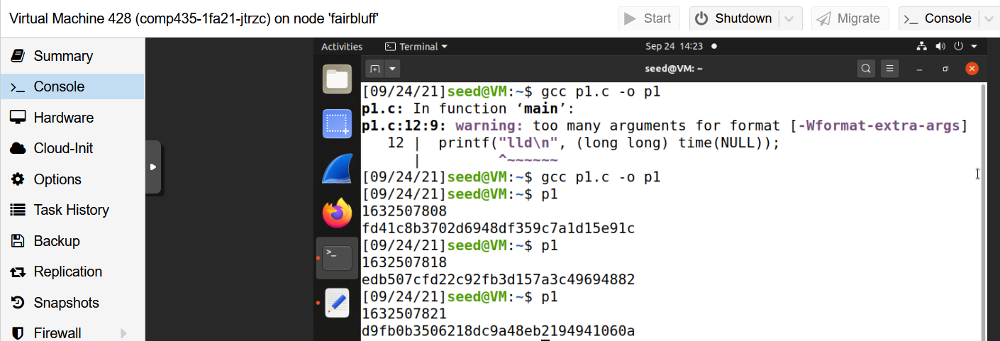 Virtual Machine 428 (comp435-1fa21-jtrzc) on node 'fairbluff'
Start
Shutdown
Migrate
>_ Console
Summary
>_ Console
Hardware
Cloud-Init
Options
Task History
Backup
Replication
Snapshots
Firewall
Activities
Terminal
Sep 24 14:23
seed@VM: ~
[09/24/21]seed@VM:~$ gcc p1.c -o p1
p1.c: In function ‘main’:
p1.c:12:9: warning: too many arguments for format [-Wformat-extra-args]
   12 |  printf("lld\n", (long long) time(NULL));
      |         ^~~~~~~
[09/24/21]seed@VM:~$ gcc p1.c -o p1
[09/24/21]seed@VM:~$ p1
1632507808
fd41c8b3702d6948df359c7a1d15e91c
[09/24/21]seed@VM:~$ p1
1632507818
edb507cfd22c92fb3d157a3c49694882
[09/24/21]seed@VM:~$ p1
1632507821
d9fb0b3506218dc9a48eb2194941060a